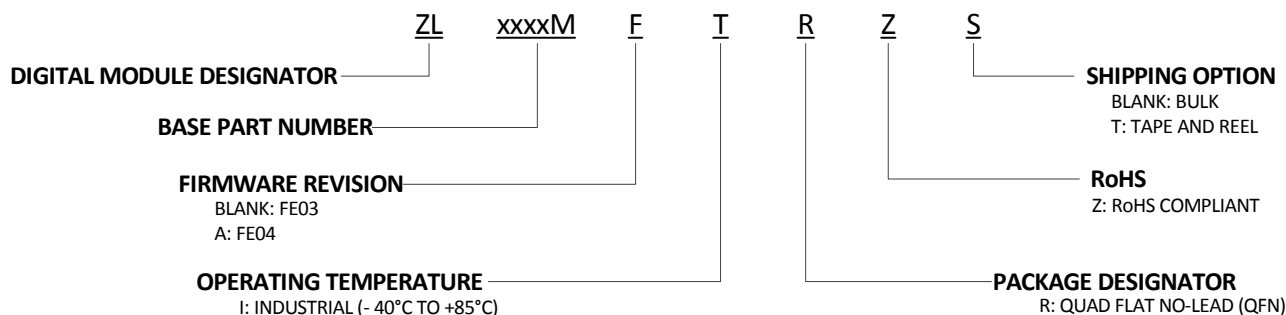 ZL xxxxM F T R Z S
DIGITAL MODULE DESIGNATOR
BASE PART NUMBER
FIRMWARE REVISION
BLANK: FE03
A: FE04
OPERATING TEMPERATURE
I: INDUSTRIAL (- 40°C TO +85°C)
SHIPPING OPTION
BLANK: BULK
T: TAPE AND REEL
RoHS
Z: RoHS COMPLIANT
PACKAGE DESIGNATOR
R: QUAD FLAT NO-LEAD (QFN)